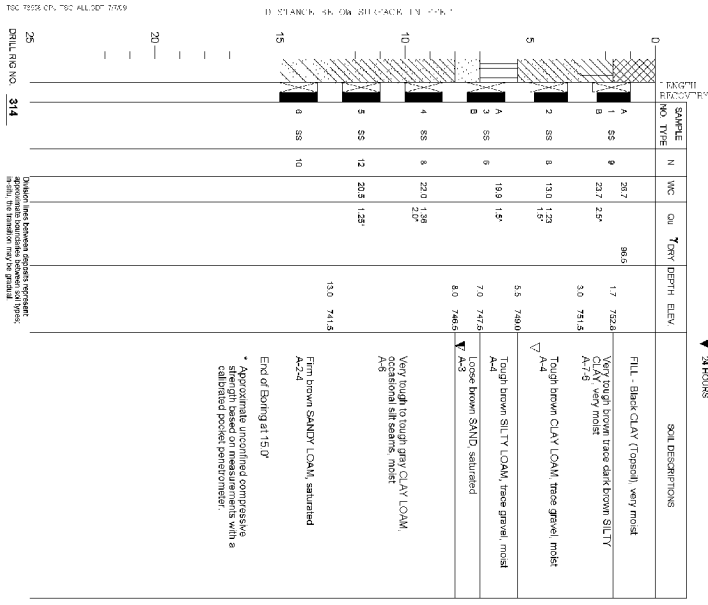 DISTANCE BELOW SURFACE IN FEET
0
5
10
15
20
25
LENGTH
RECOVERY
SAMPLE
NO. TYPE
N
WC
Qu
γ DRY
DEPTH ELEV.
SOIL DESCRIPTIONS
24 HOURS
A
1 SS 9 26.7 96.5
B 23.7 2.5*
1.7 752.8
FILL - Black CLAY (Topsoil), very moist
3.0 751.5
Very tough brown trace dark brown SILTY
CLAY, very moist
A-7-6
2 SS 8 13.0 1.23
1.5*
5.5 749.0
Tough brown CLAY LOAM, trace gravel, moist
A-4
A
3 SS 19.9 1.5*
B
7.0 747.5
Tough brown SILTY LOAM, trace gravel, moist
A-4
8.0 746.5
Loose brown SAND, saturated
A-3
4 SS 8 22.0 1.36
2.0*
5 SS 12 20.5 1.25*
13.0 741.5
Very tough to tough gray CLAY LOAM,
occasional silt seams, moist
A-6
6 SS 10
Firm brown SANDY LOAM, saturated
A-2-4
End of Boring at 15.0'
* Approximate unconfined compressive
strength based on measurements with a
calibrated pocket penetrometer.
DRILL RIG NO. 314
Division lines between deposits represent
approximate boundaries between soil types;
in-situ, the transition may be gradual.